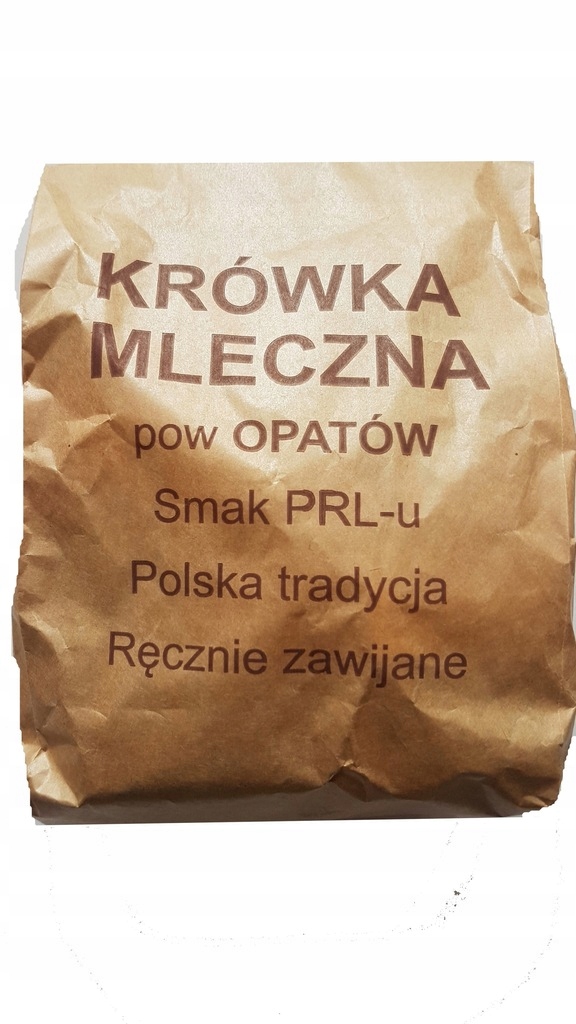 KRÓWKA
MLECZNA
pow OPATÓW
Smak PRL-u
Polska tradycja
Ręcznie zawijane